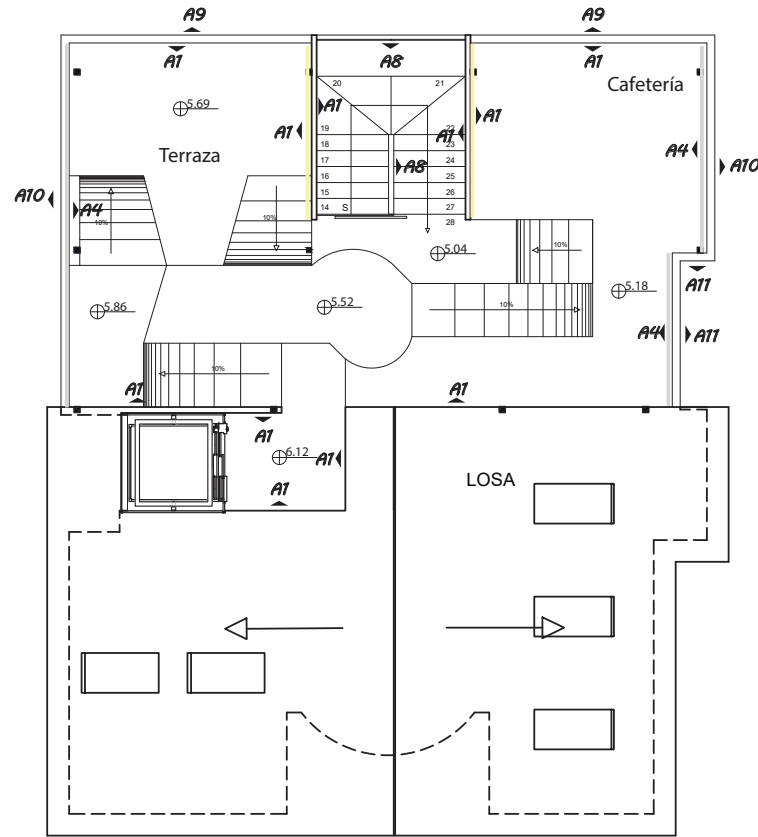 A9 A9
A1 A8 A1
20 21 Cafetería
5.69 A1 A1
A1 19 22 A1
Terraza 18 23 A4
17 A8 24
A10 16 25 A10
A4 15 26
10% 10% 14 S 27
28
5.04 10%
A11
5.86 5.52 10% 5.18
A4 A11
10%
A1 A1
A1
6.12 A1
A1 LOSA